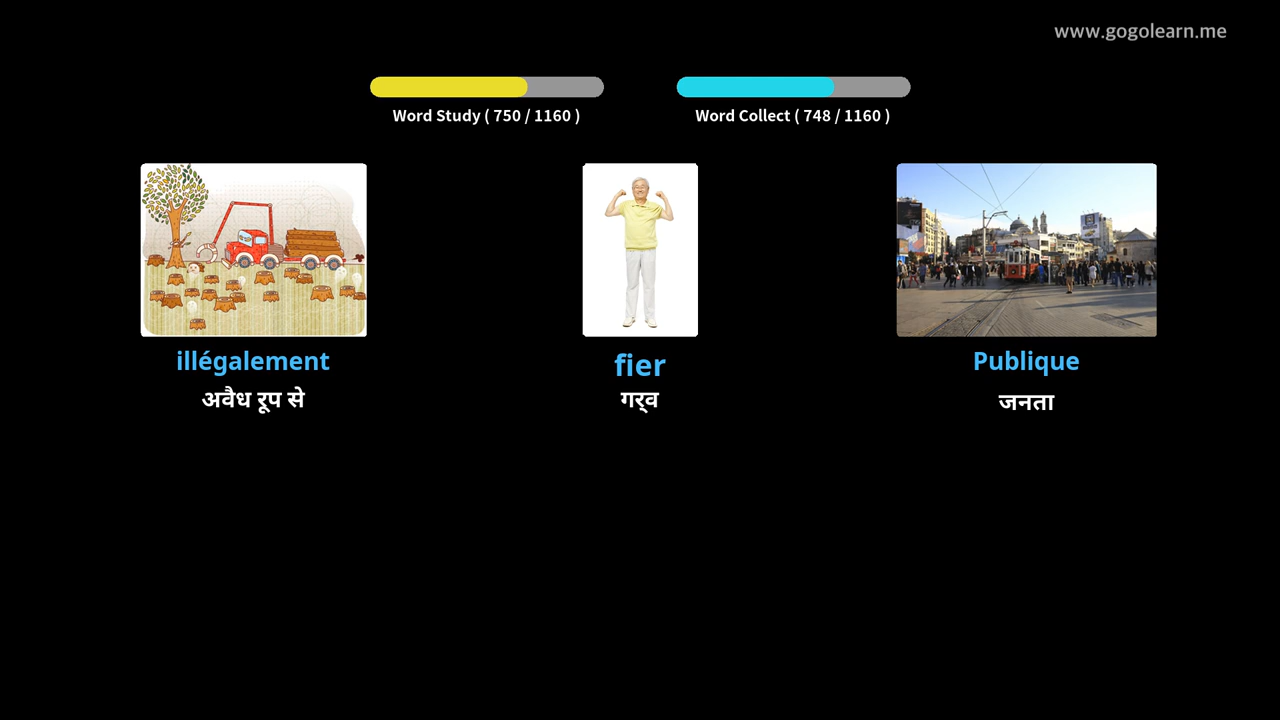 www.gogolearn.me
Word Study ( 750 / 1160 )
Word Collect ( 748 / 1160 )
illégalement
fier
Publique
अवैध रूप से
गर्व
जनता